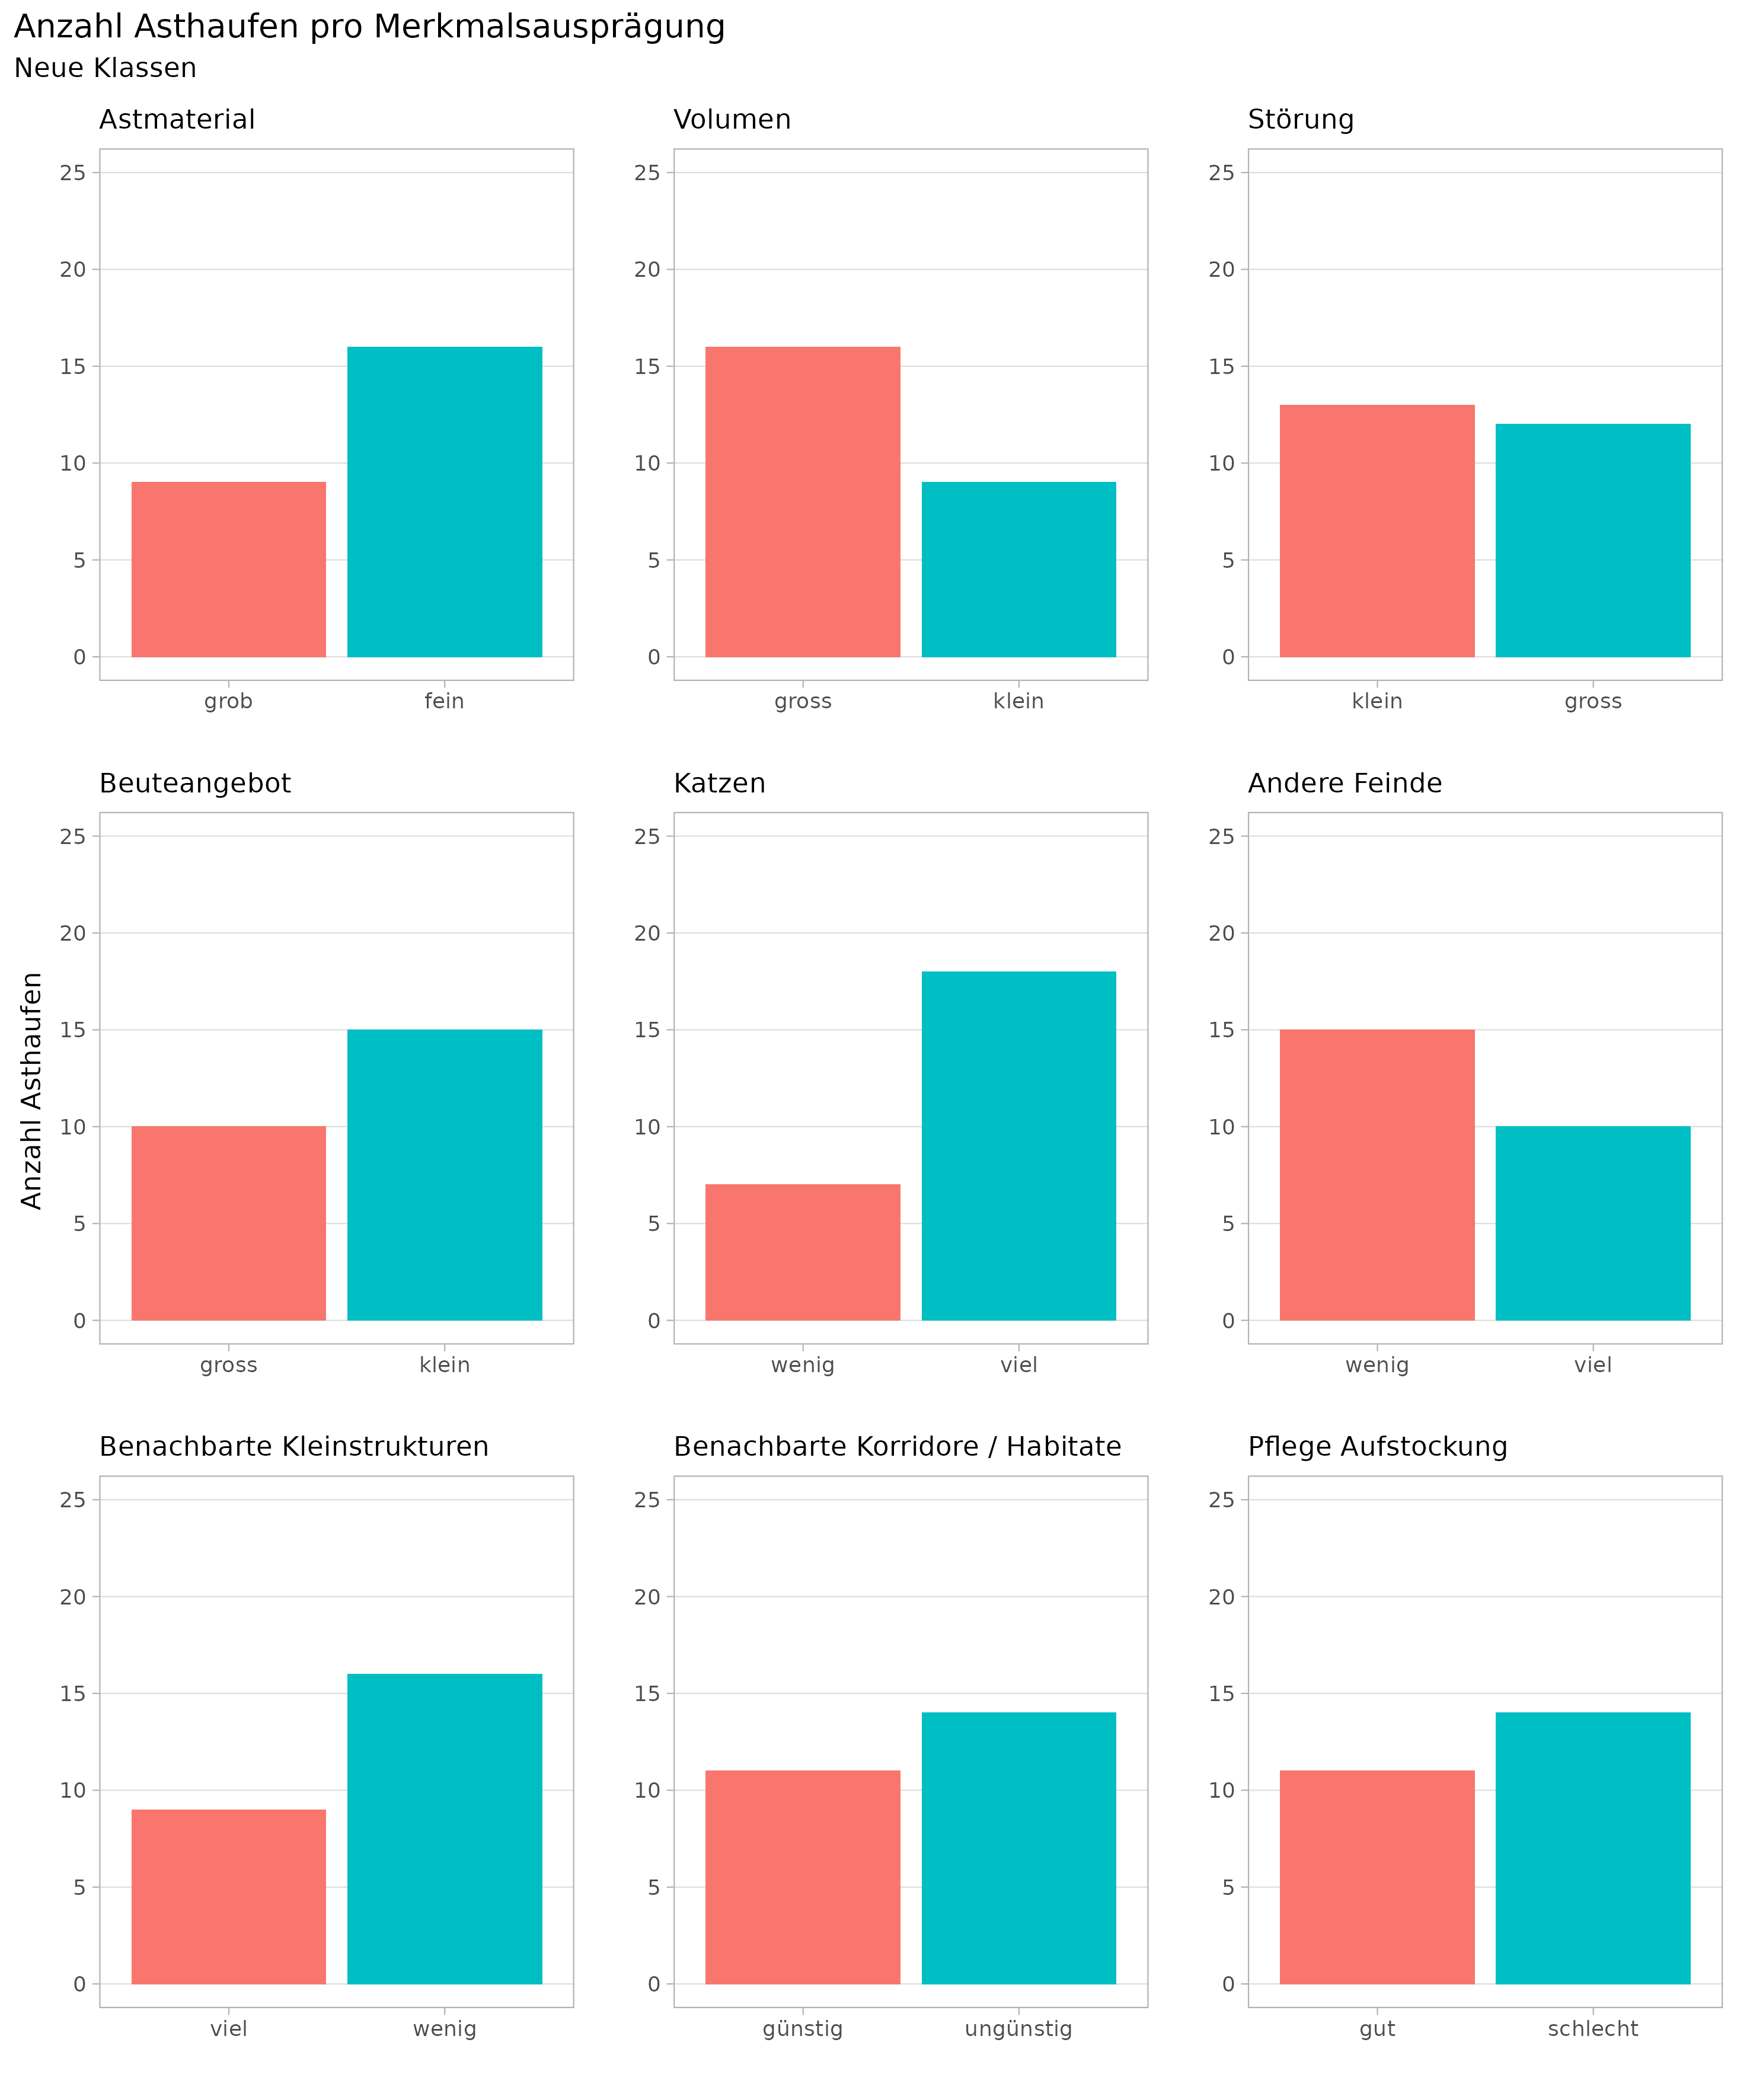 Anzahl Asthaufen pro Merkmalsausprägung
Neue Klassen
Astmaterial
25
20
15
10
5
0
grob fein
Volumen
25
20
15
10
5
0
gross klein
Störung
25
20
15
10
5
0
klein gross
Anzahl Asthaufen
Beuteangebot
25
20
15
10
5
0
gross klein
Katzen
25
20
15
10
5
0
wenig viel
Andere Feinde
25
20
15
10
5
0
wenig viel
Benachbarte Kleinstrukturen
25
20
15
10
5
0
viel wenig
Benachbarte Korridore / Habitate
25
20
15
10
5
0
günstig ungünstig
Pflege Aufstockung
25
20
15
10
5
0
gut schlecht